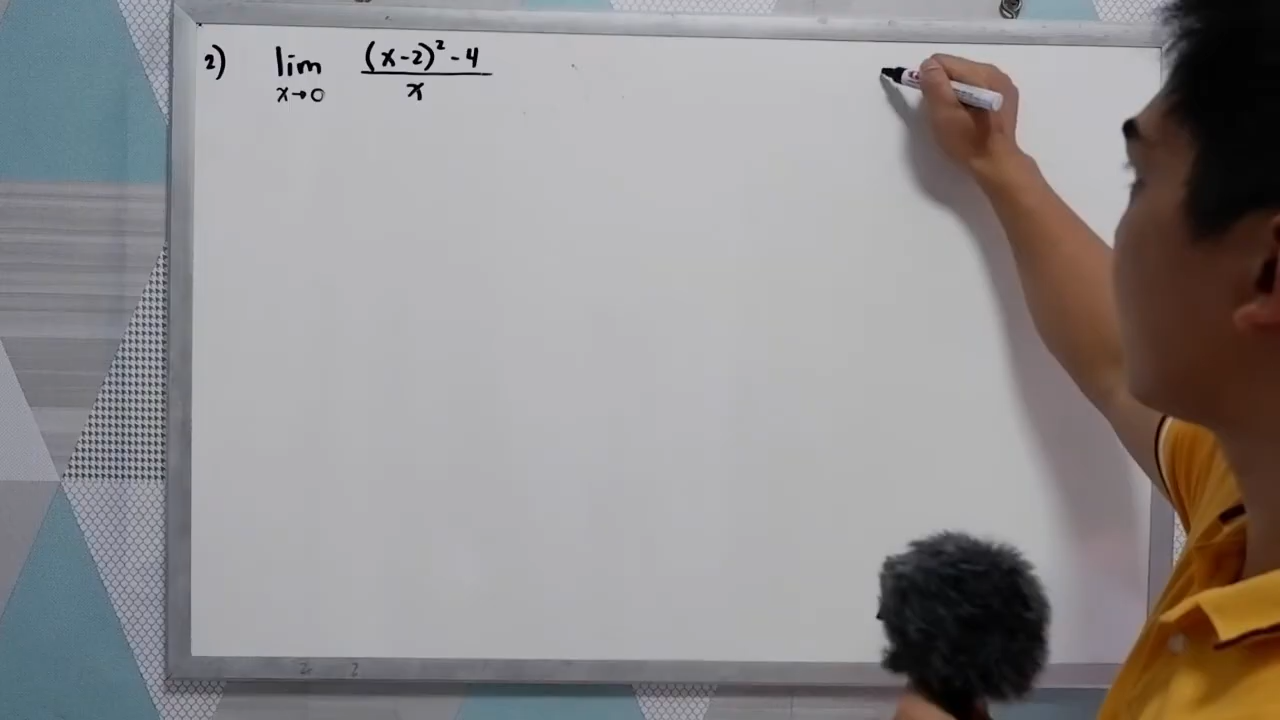 2) lim x→0 (x-2)² - 4 / x